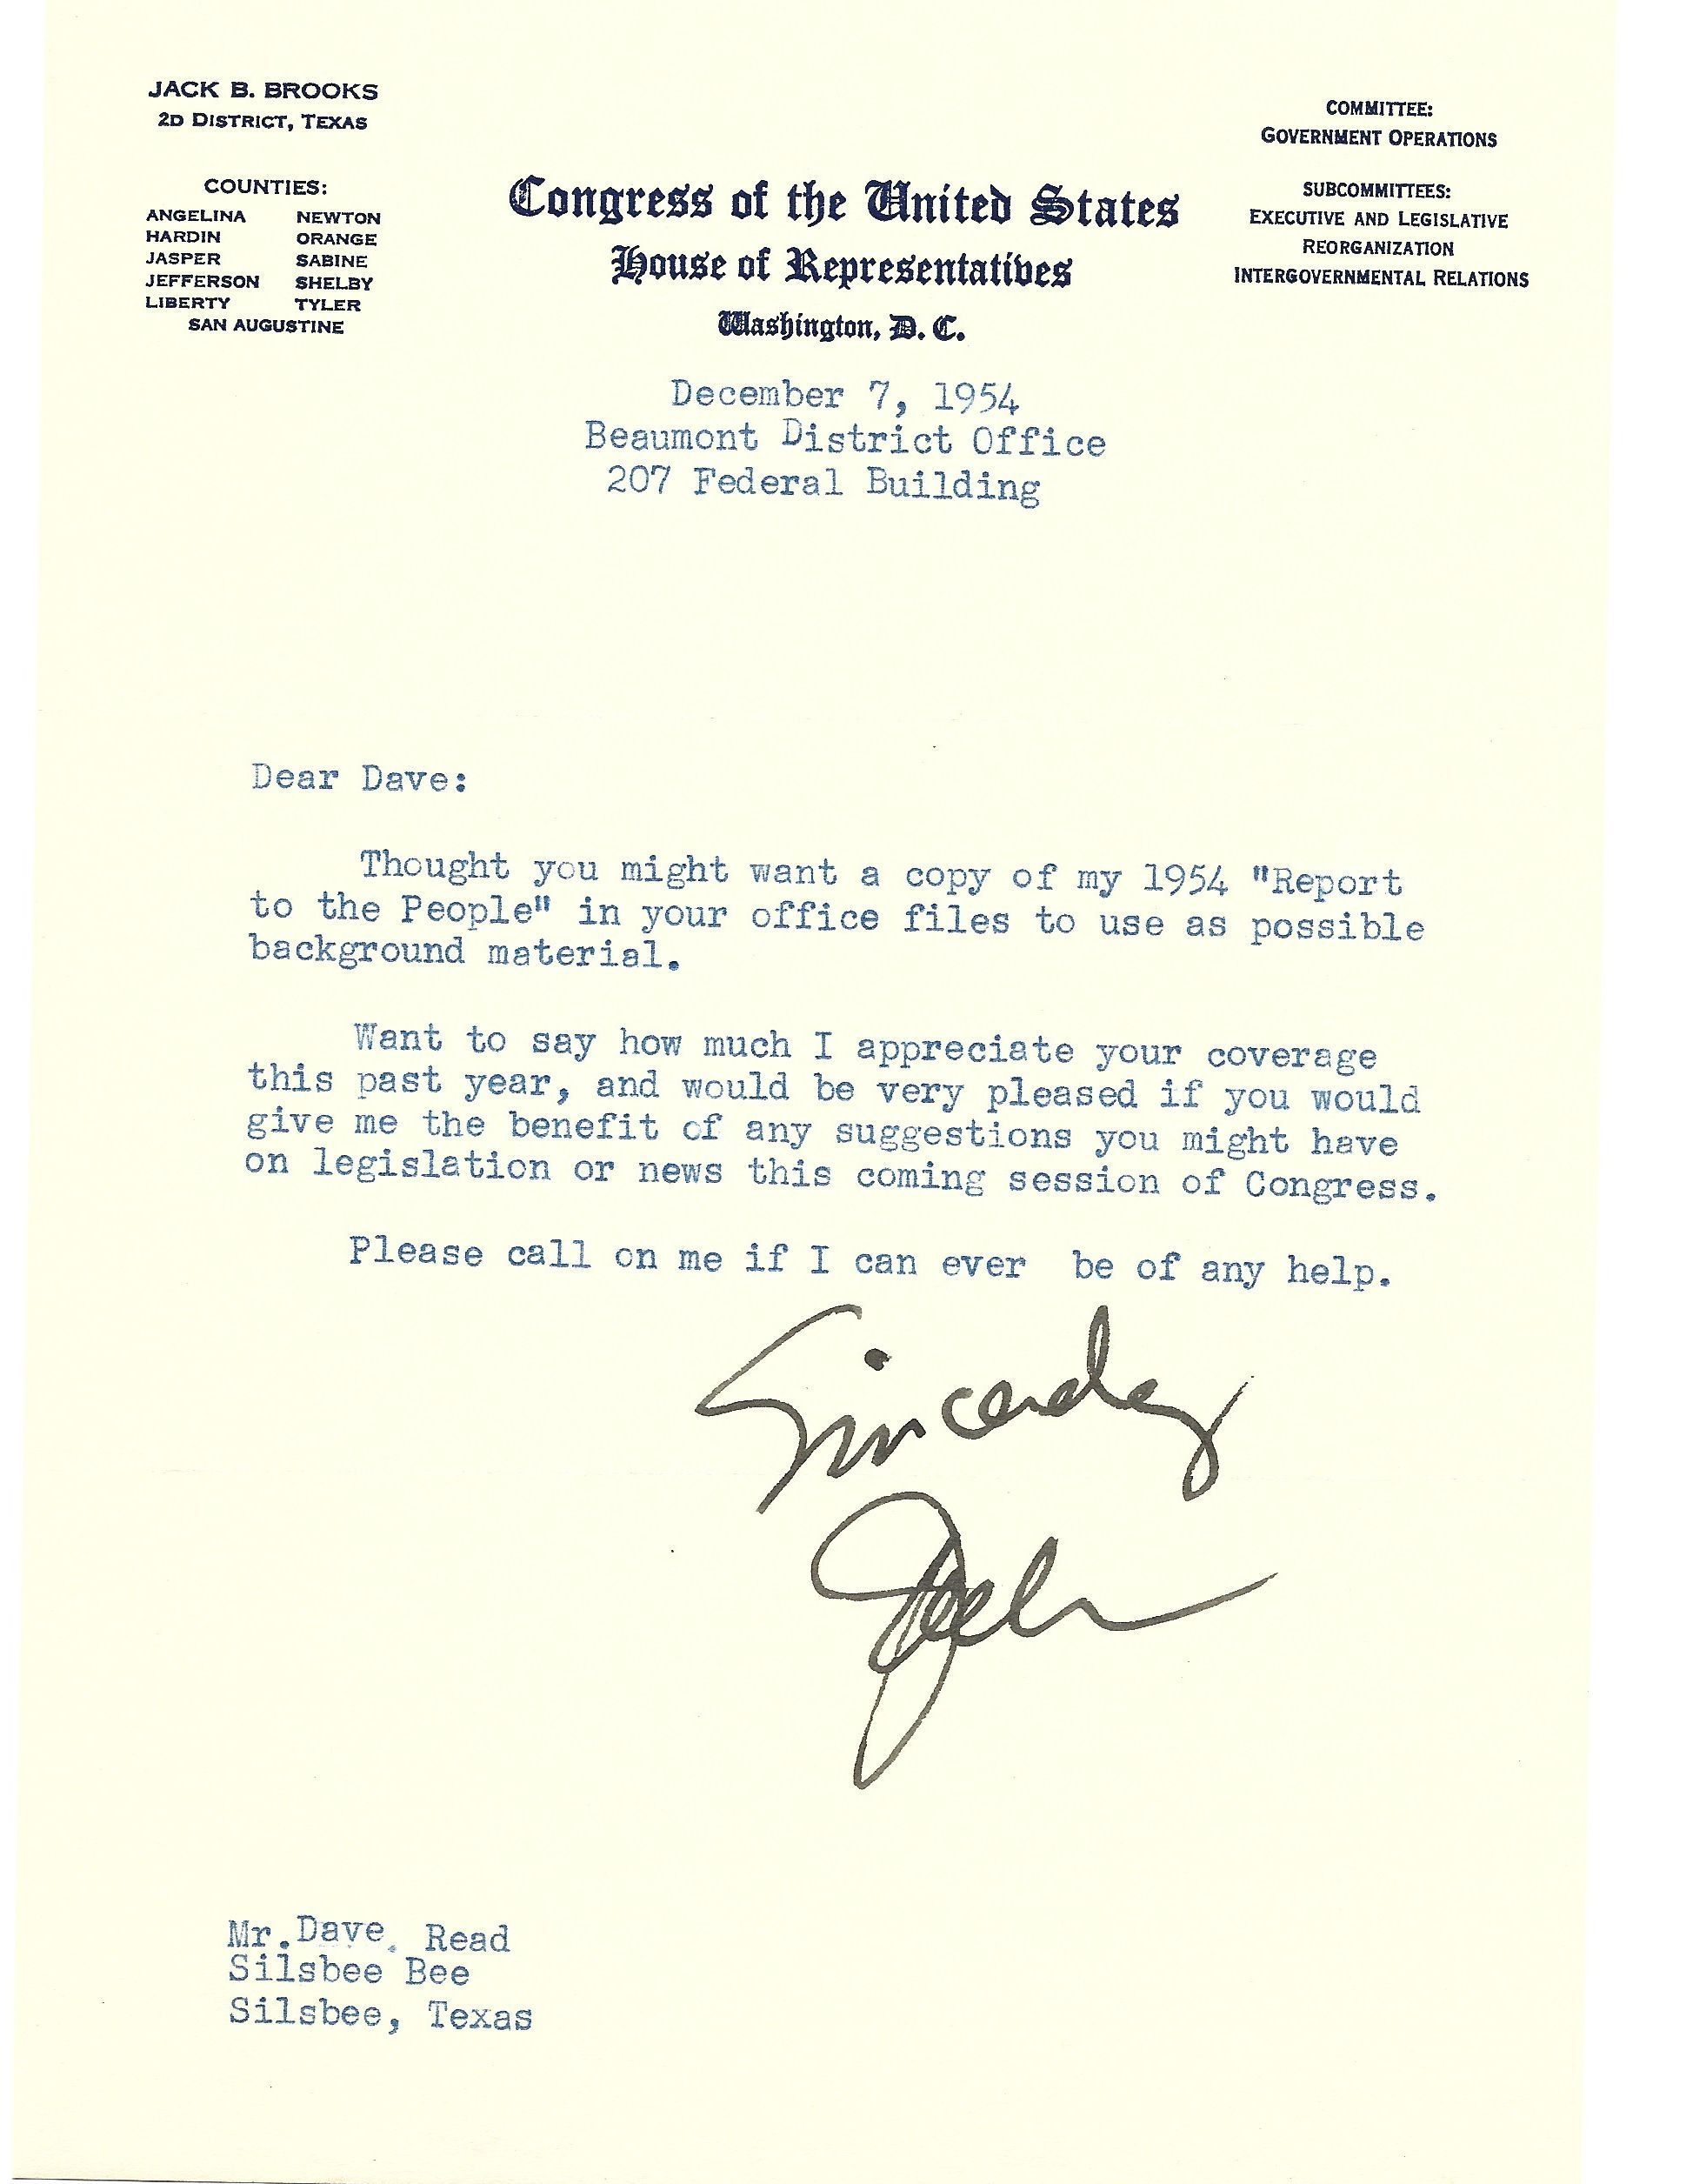 JACK B. BROOKS
2D DISTRICT, TEXAS
COUNTIES:
ANGELINA NEWTON
HARDIN ORANGE
JASPER SABINE
JEFFERSON SHELBY
LIBERTY TYLER
SAN AUGUSTINE
COMMITTEE:
GOVERNMENT OPERATIONS
SUBCOMMITTEES:
EXECUTIVE AND LEGISLATIVE
REORGANIZATION
INTERGOVERNMENTAL RELATIONS
Congress of the United States
House of Representatives
Washington, D. C.
December 7, 1954
Beaumont District Office
207 Federal Building
Dear Dave:
Thought you might want a copy of my 1954 "Report
to the People" in your office files to use as possible
background material.
Want to say how much I appreciate your coverage
this past year, and would be very pleased if you would
give me the benefit of any suggestions you might have
on legislation or news this coming session of Congress.
Please call on me if I can ever be of any help.
Sincerely
Jack
Mr. Dave. Read
Silsbee Bee
Silsbee, Texas